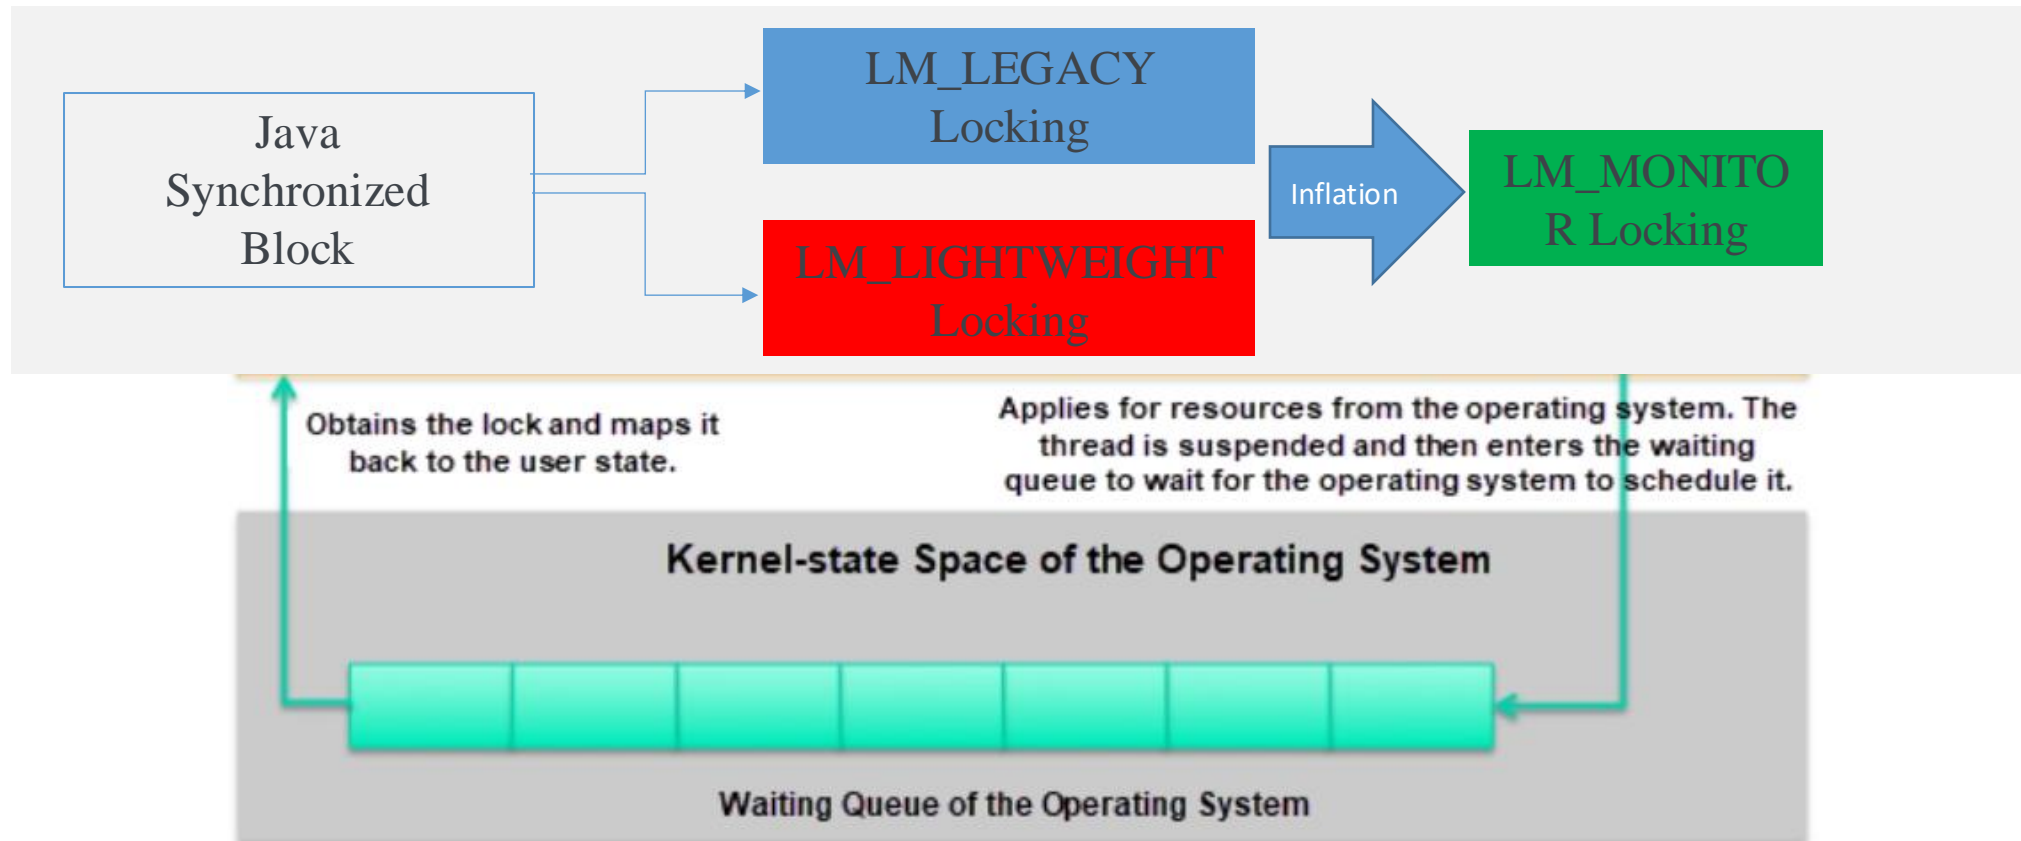 Java
Synchronized
Block
LM_LEGACY
Locking
LM_LIGHTWEIGHT
Locking
Inflation
LM_MONITO
R Locking
Obtains the lock and maps it
back to the user state.
Applies for resources from the operating system. The
thread is suspended and then enters the waiting
queue to wait for the operating system to schedule it.
Kernel-state Space of the Operating System
Waiting Queue of the Operating System